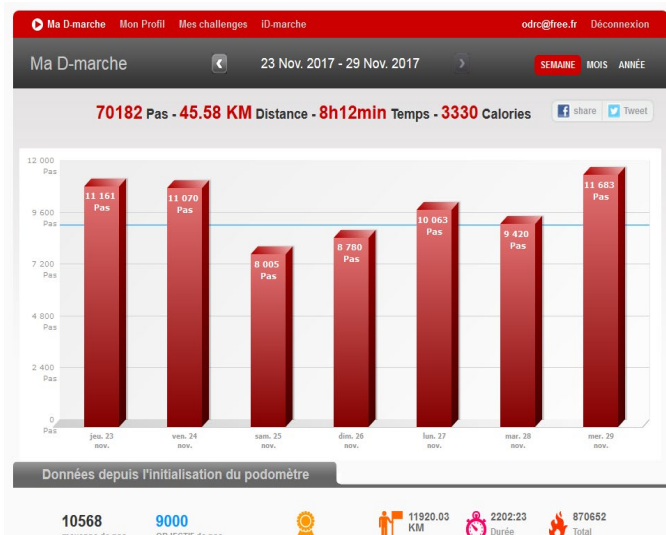 Ma D-marche Mon Profil Mes challenges iD-marche odrc@free.fr Déconnexion
Ma D-marche 23 Nov. 2017 - 29 Nov. 2017 SEMAINE MOIS ANNÉE
70182 Pas - 45.58 KM Distance - 8h12min Temps - 3330 Calories share Tweet
12 000
Pas
9 600
Pas
7 200
Pas
4 800
Pas
2 400
Pas
0
Pas
11 161
Pas
11 070
Pas
8 005
Pas
8 780
Pas
10 063
Pas
9 420
Pas
11 683
Pas
jeu. 23
nov.
ven. 24
nov.
sam. 25
nov.
dim. 26
nov.
lun. 27
nov.
mar. 28
nov.
mer. 29
nov.
Données depuis l'initialisation du podomètre
10568
9000
11920.03
KM
2202:23
Durée
870652
Total